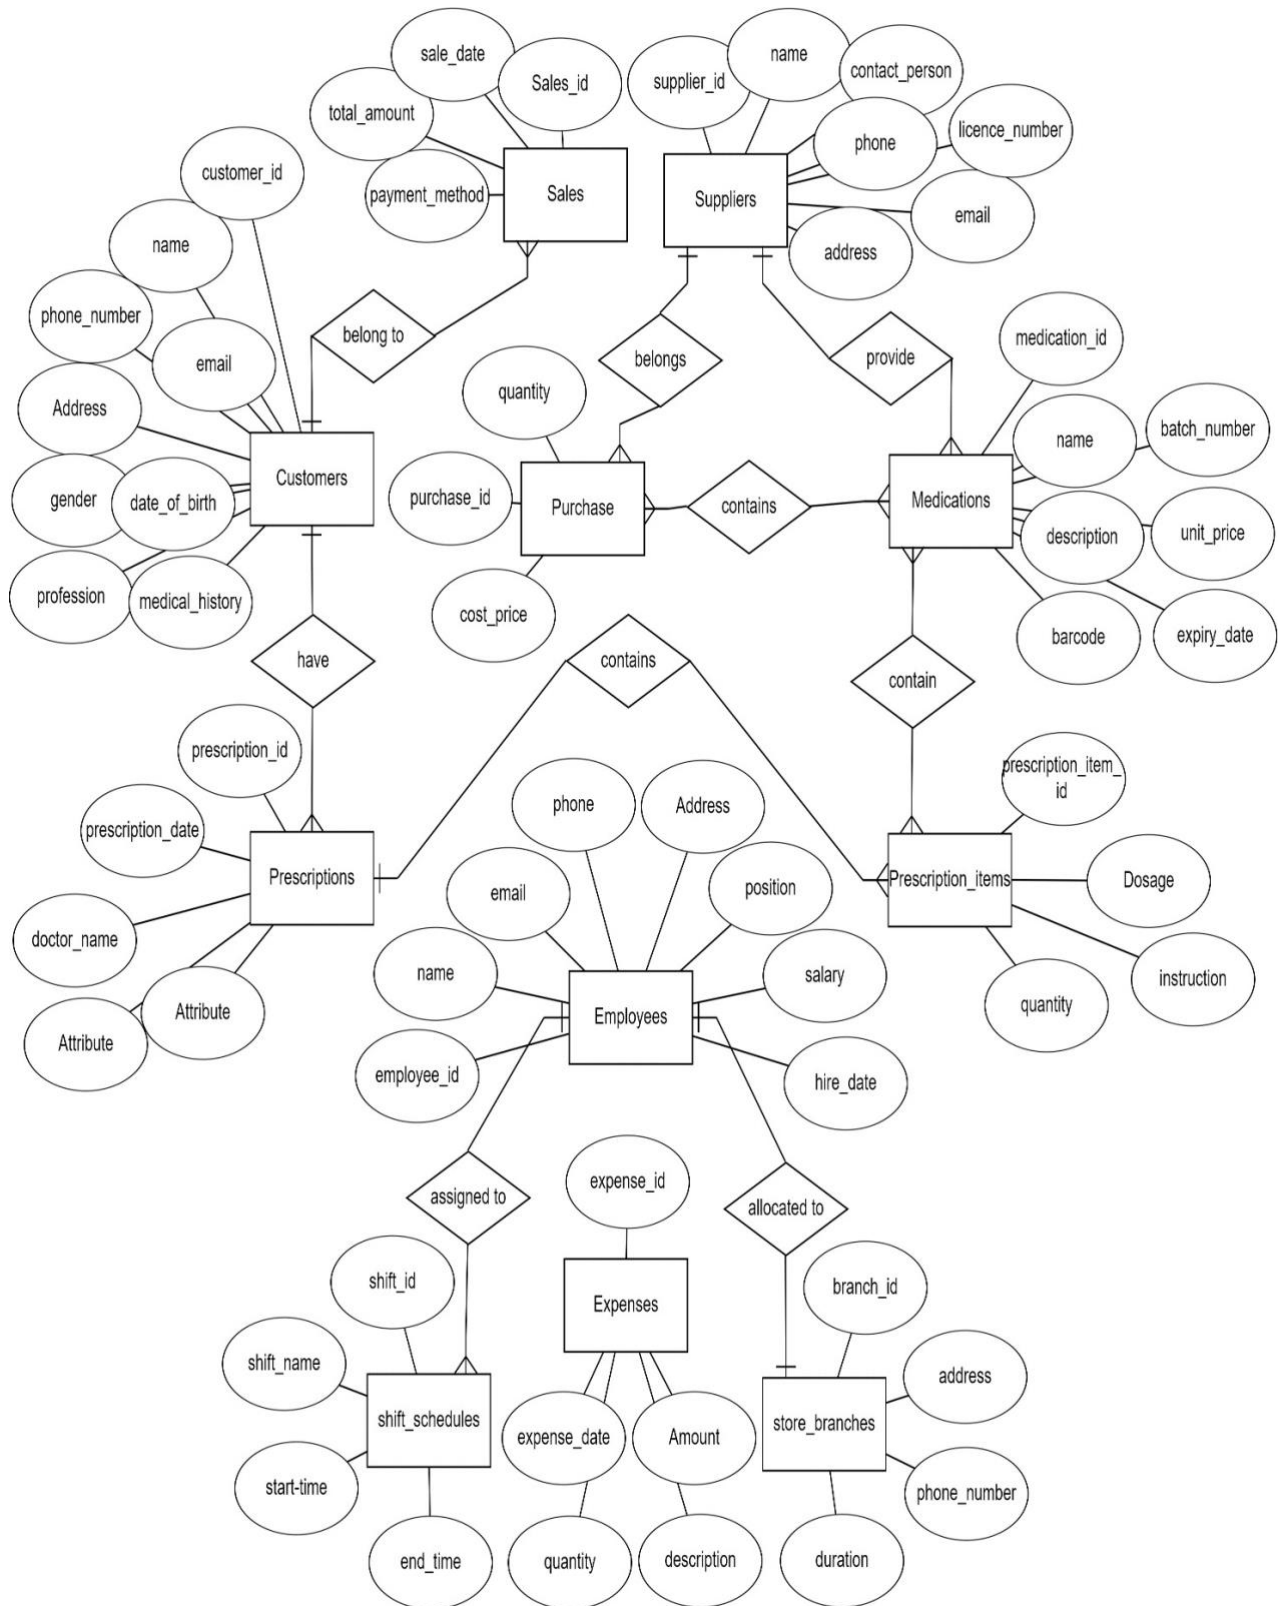 sale_date
Sales_id
total_amount
payment_method
Sales
supplier_id
name
contact_person
phone
licence_number
email
address
Suppliers
customer_id
name
phone_number
email
Address
gender
date_of_birth
profession
medical_history
Customers
belong to
belongs
provide
quantity
purchase_id
Purchase
cost_price
contains
medication_id
name
batch_number
Medications
description
unit_price
barcode
expiry_date
have
contains
contain
prescription_id
prescription_date
Prescriptions
doctor_name
Attribute
Attribute
prescription_item_
id
Prescription_items
Dosage
instruction
quantity
phone
Address
email
position
name
salary
Employees
employee_id
hire_date
assigned to
expense_id
allocated to
shift_id
shift_name
shift_schedules
start-time
end_time
Expenses
expense_date
Amount
quantity
description
branch_id
address
store_branches
phone_number
duration